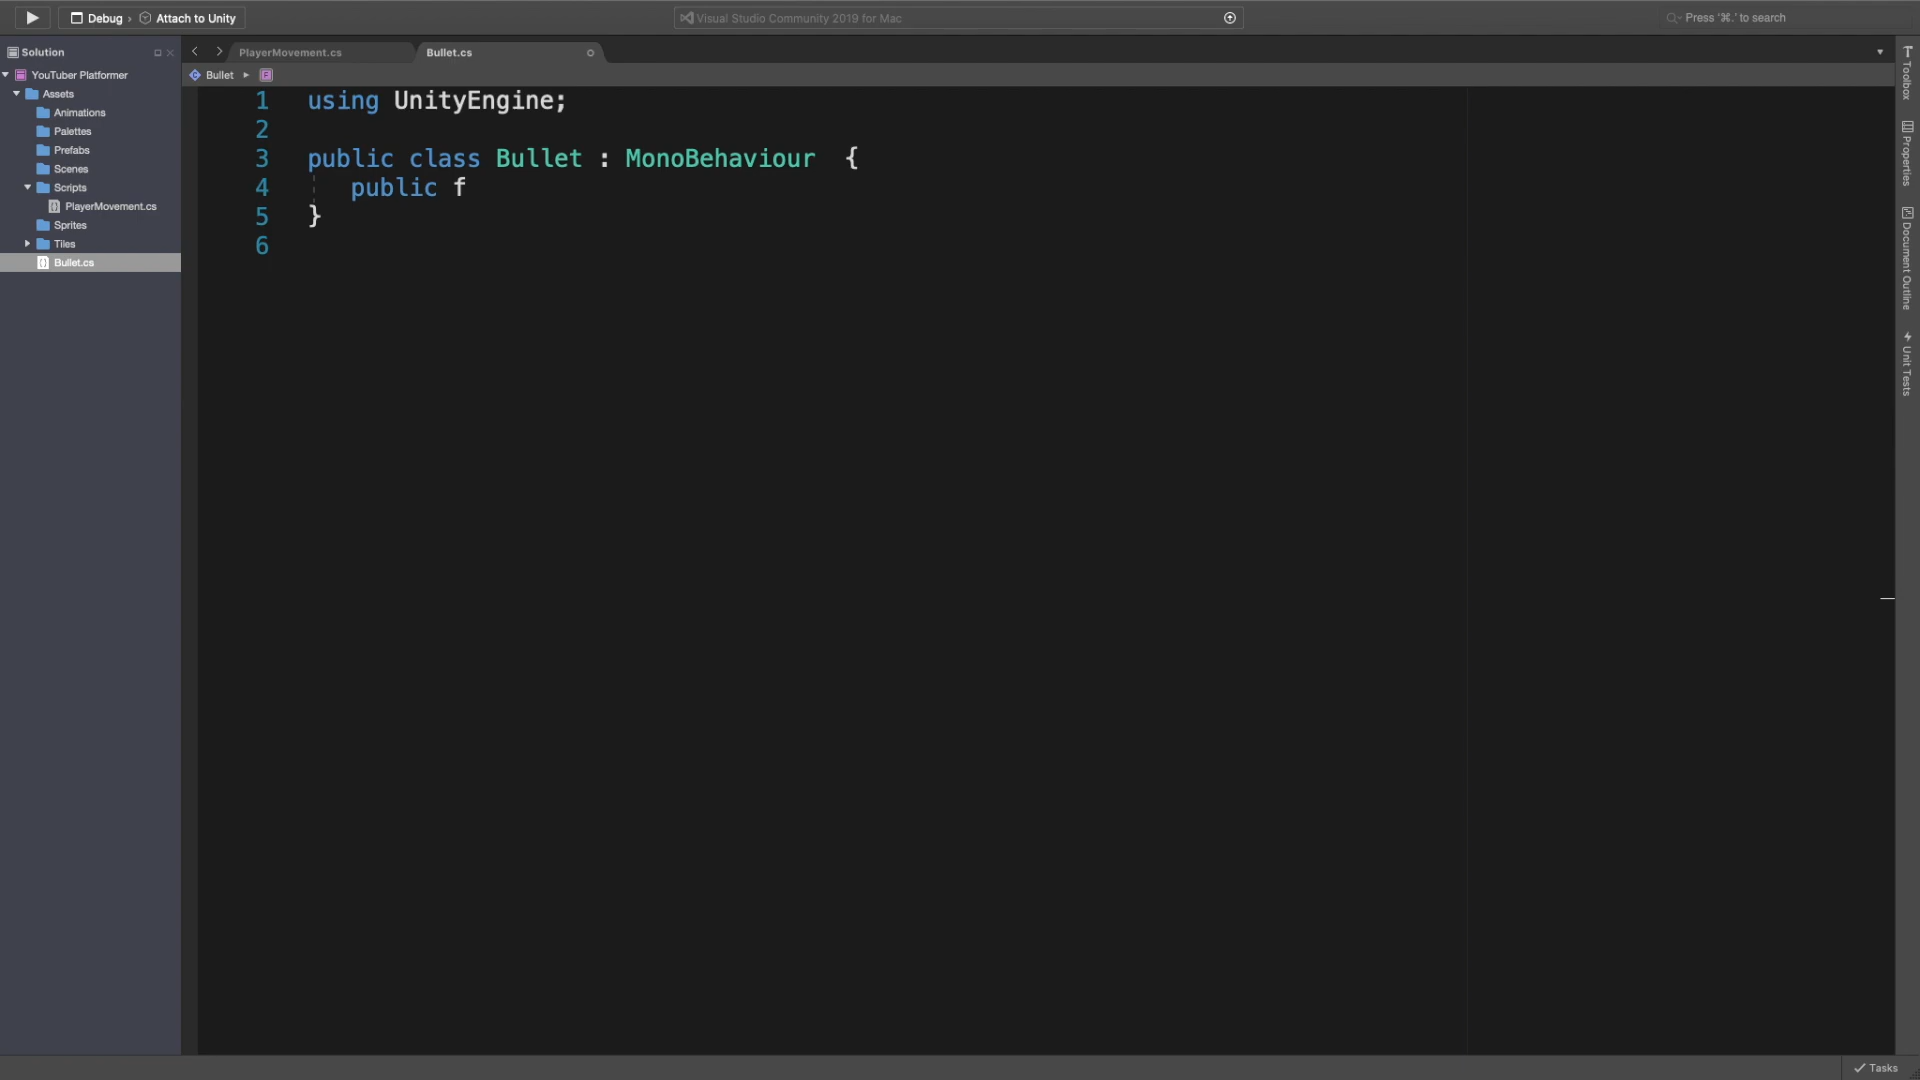 Debug › Attach to Unity
Visual Studio Community 2019 for Mac
Press '⌘.' to search
Solution
PlayerMovement.cs
Bullet.cs
Bullet
YouTuber Platformer
Assets
Animations
Palettes
Prefabs
Scenes
Scripts
PlayerMovement.cs
Sprites
Tiles
Bullet.cs
1 using UnityEngine;
2
3 public class Bullet : MonoBehaviour  {
4 public f
5 }
6
Toolbox
Properties
Document Outline
Unit Tests
Tasks